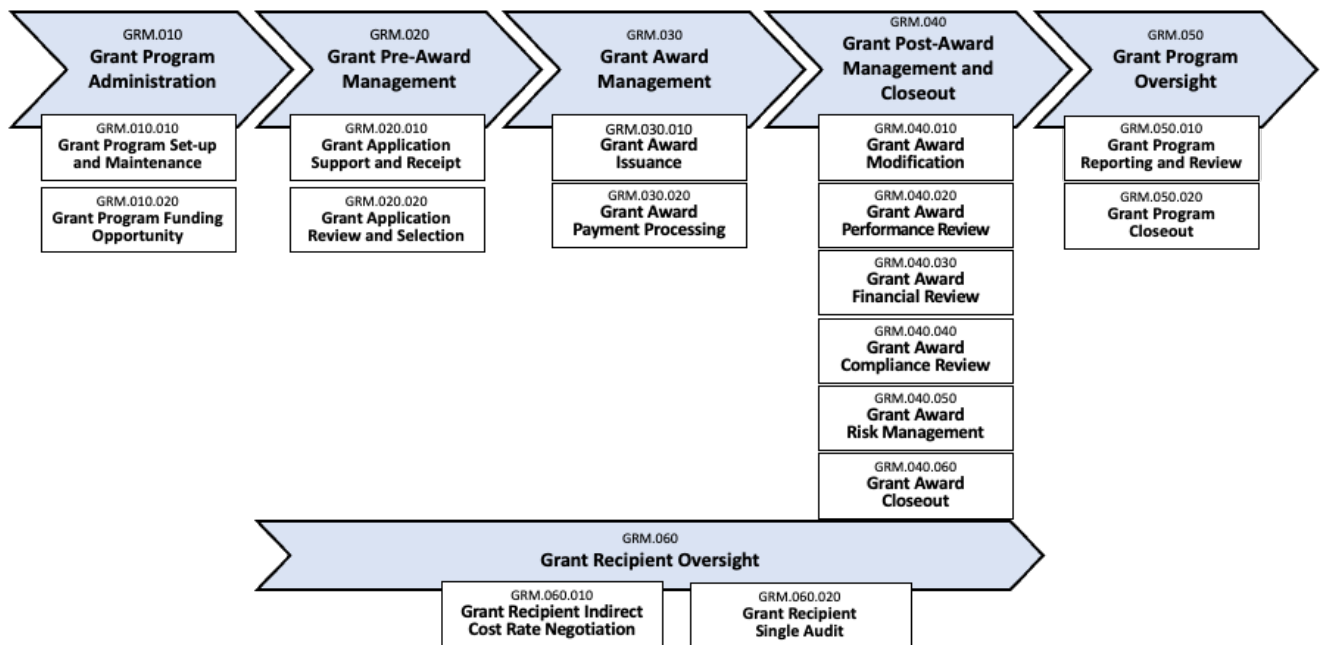 GRM.010
Grant Program
Administration
GRM.010.010
Grant Program Set-up
and Maintenance
GRM.010.020
Grant Program Funding
Opportunity
GRM.020
Grant Pre-Award
Management
GRM.020.010
Grant Application
Support and Receipt
GRM.020.020
Grant Application
Review and Selection
GRM.030
Grant Award
Management
GRM.030.010
Grant Award
Issuance
GRM.030.020
Grant Award
Payment Processing
GRM.040
Grant Post-Award
Management and
Closeout
GRM.040.010
Grant Award
Modification
GRM.040.020
Grant Award
Performance Review
GRM.040.030
Grant Award
Financial Review
GRM.040.040
Grant Award
Compliance Review
GRM.040.050
Grant Award
Risk Management
GRM.040.060
Grant Award
Closeout
GRM.050
Grant Program
Oversight
GRM.050.010
Grant Program
Reporting and Review
GRM.050.020
Grant Program
Closeout
GRM.060
Grant Recipient Oversight
GRM.060.010
Grant Recipient Indirect
Cost Rate Negotiation
GRM.060.020
Grant Recipient
Single Audit